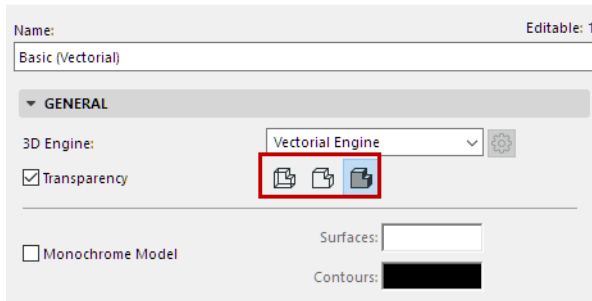 Name:
Editable: 1
Basic (Vectorial)
GENERAL
3D Engine:
Vectorial Engine
Transparency
Monochrome Model
Surfaces:
Contours: